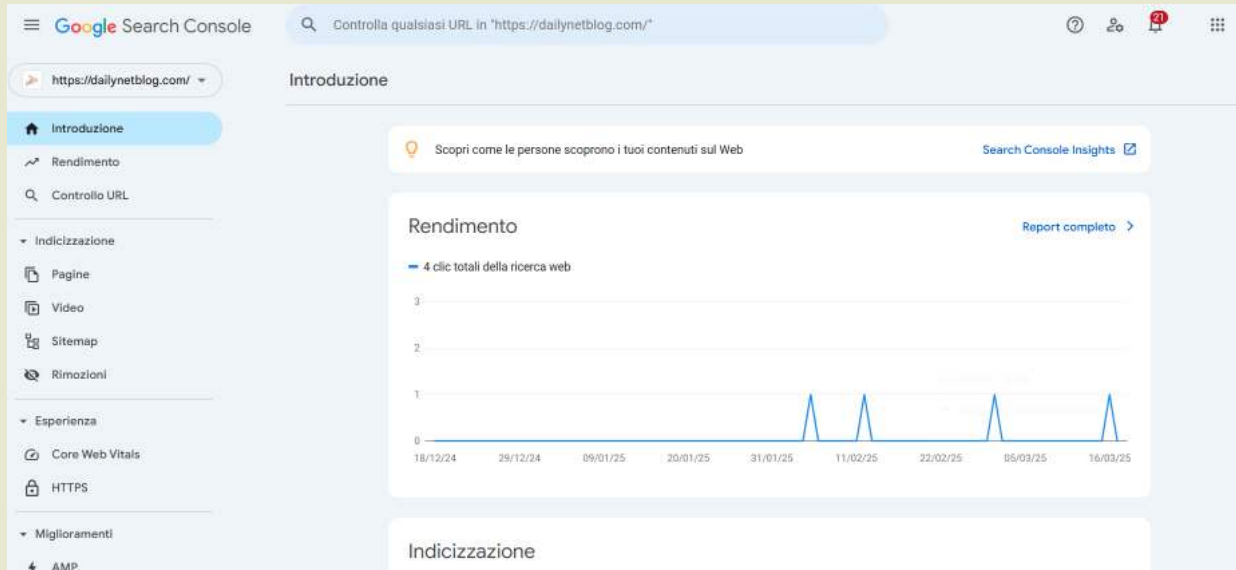 Google Search Console
Controlla qualsiasi URL in "https://dailynetblog.com/"
21
https://dailynetblog.com/
Introduzione
Introduzione
Rendimento
Controllo URL
Indicizzazione
Pagine
Video
Sitemap
Rimozioni
Esperienza
Core Web Vitals
HTTPS
Miglioramenti
AMP
Scopri come le persone scoprono i tuoi contenuti sul Web
Search Console Insights
Rendimento
Report completo
4 clic totali della ricerca web
3
2
1
0
18/12/24 29/12/24 09/01/25 20/01/25 31/01/25 11/02/25 22/02/25 05/03/25 16/03/25
Indicizzazione